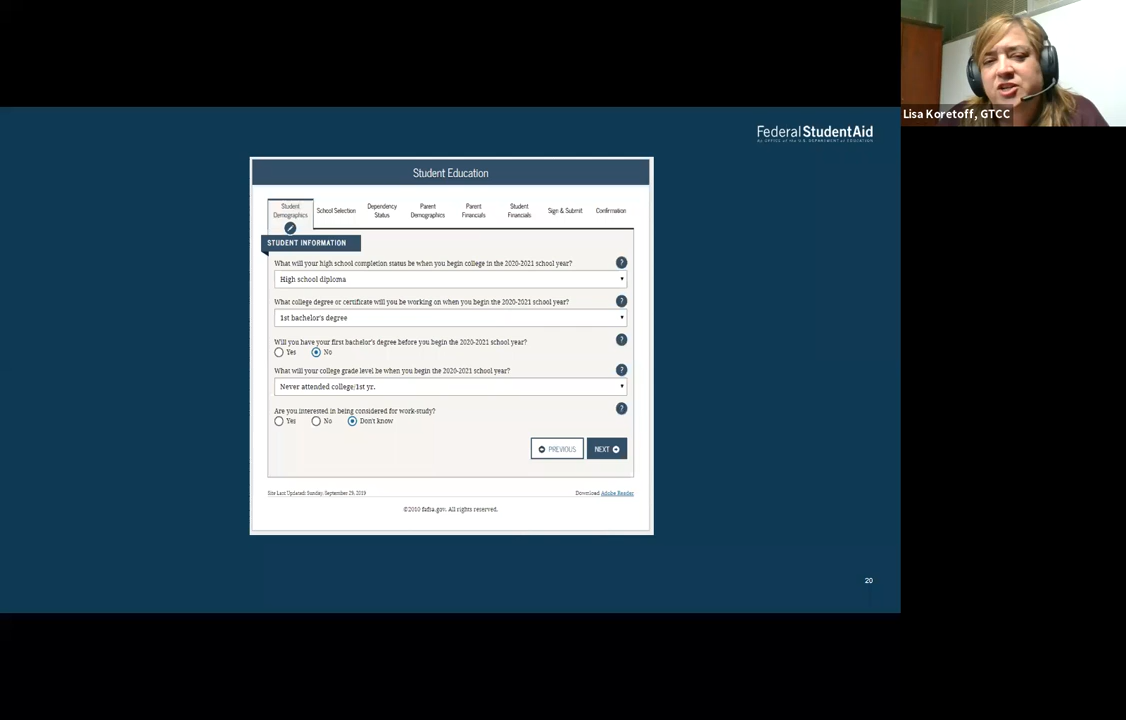 Lisa Koretoff, GTCC
Federal StudentAid
Student Education
Student Demographics
School Selection
Dependency Status
Parent Demographics
Parent Financials
Student Financials
Sign & Submit
Confirmation
STUDENT INFORMATION
What will your high school completion status be when you begin college in the 2020-2021 school year?
?
High school diploma
What college degree or certificate will you be working on when you begin the 2020-2021 school year?
?
1st bachelor's degree
Will you have your first bachelor's degree before you begin the 2020-2021 school year?
?
Yes No
What will your college grade level be when you begin the 2020-2021 school year?
?
Never attended college/1st yr.
Are you interested in being considered for work-study?
?
Yes No Don't know
PREVIOUS
NEXT
Site Last Updated: Sunday, September 29, 2019
Download Adobe Reader
fafsa.gov. All rights reserved.
20